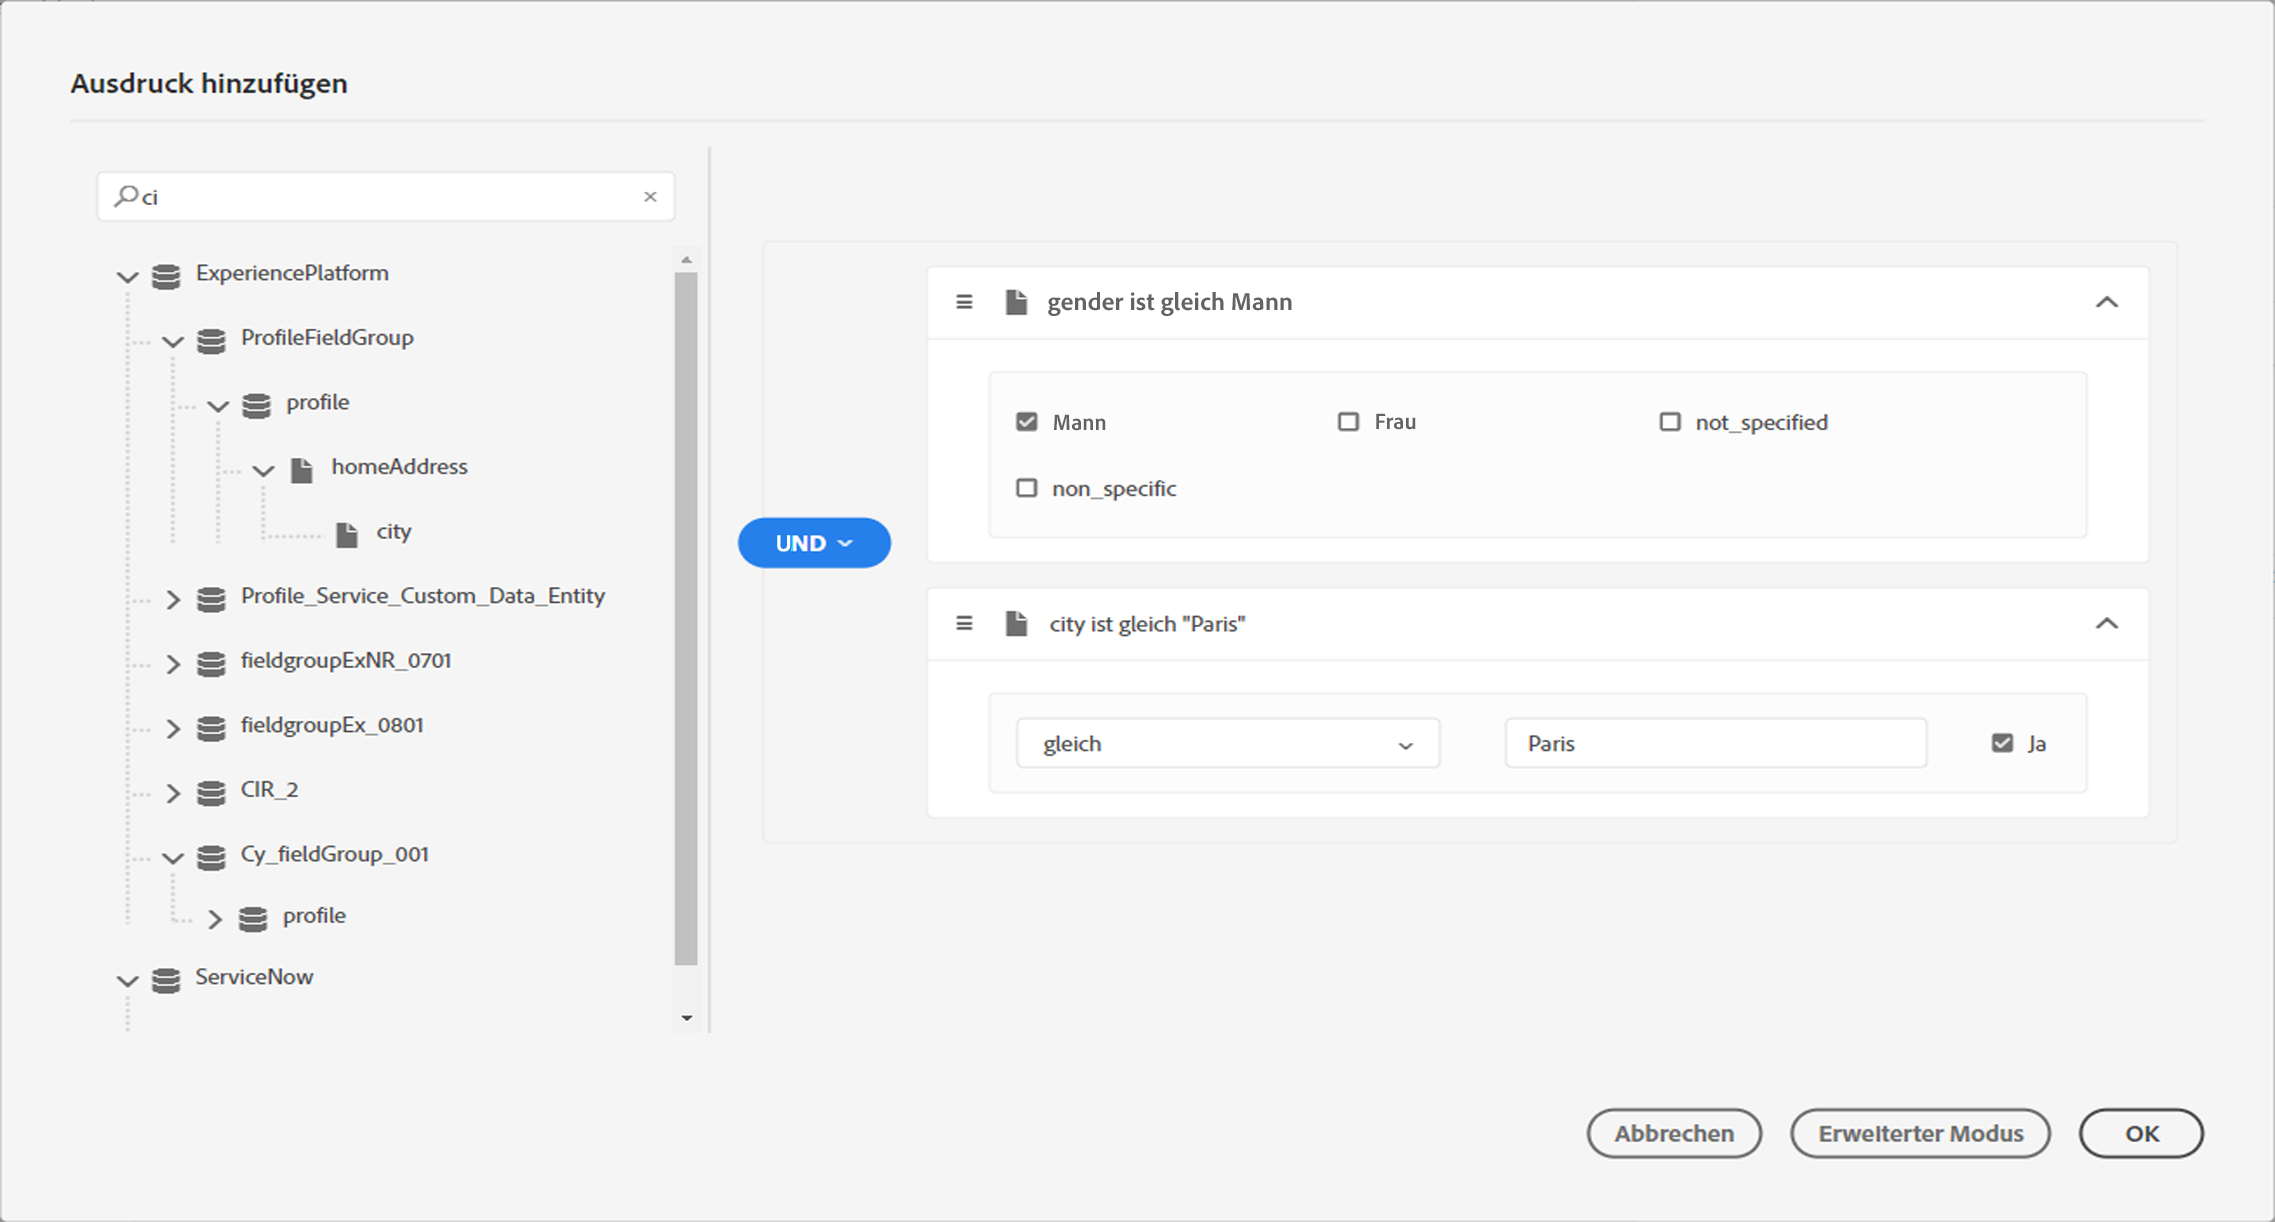 Ausdruck hinzufügen
ci
ExperiencePlatform
ProfileFieldGroup
profile
homeAddress
city
Profile_Service_Custom_Data_Entity
fieldgroupExNR_0701
fieldgroupEx_0801
CIR_2
Cy_fieldGroup_001
profile
ServiceNow
UND
gender ist gleich Mann
Mann
Frau
not_specified
non_specific
city ist gleich "Paris"
gleich
Paris
Ja
Abbrechen
Erwelterter Modus
OK